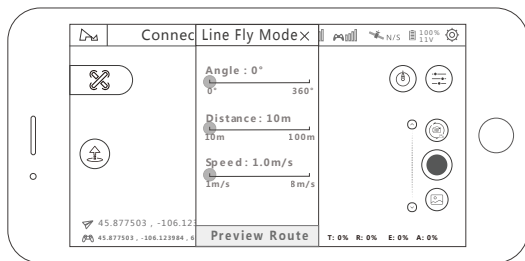 Connec Line Fly Mode× N/S 100% 11V
Angle : 0°
0° 360°
Distance : 10m
10m 100m
Speed : 1.0m/s
1m/s 8m/s
45.877503 , -106.123
45.877503 , -106.123984 , 6 Preview Route T: 0% R: 0% E: 0% A: 0%